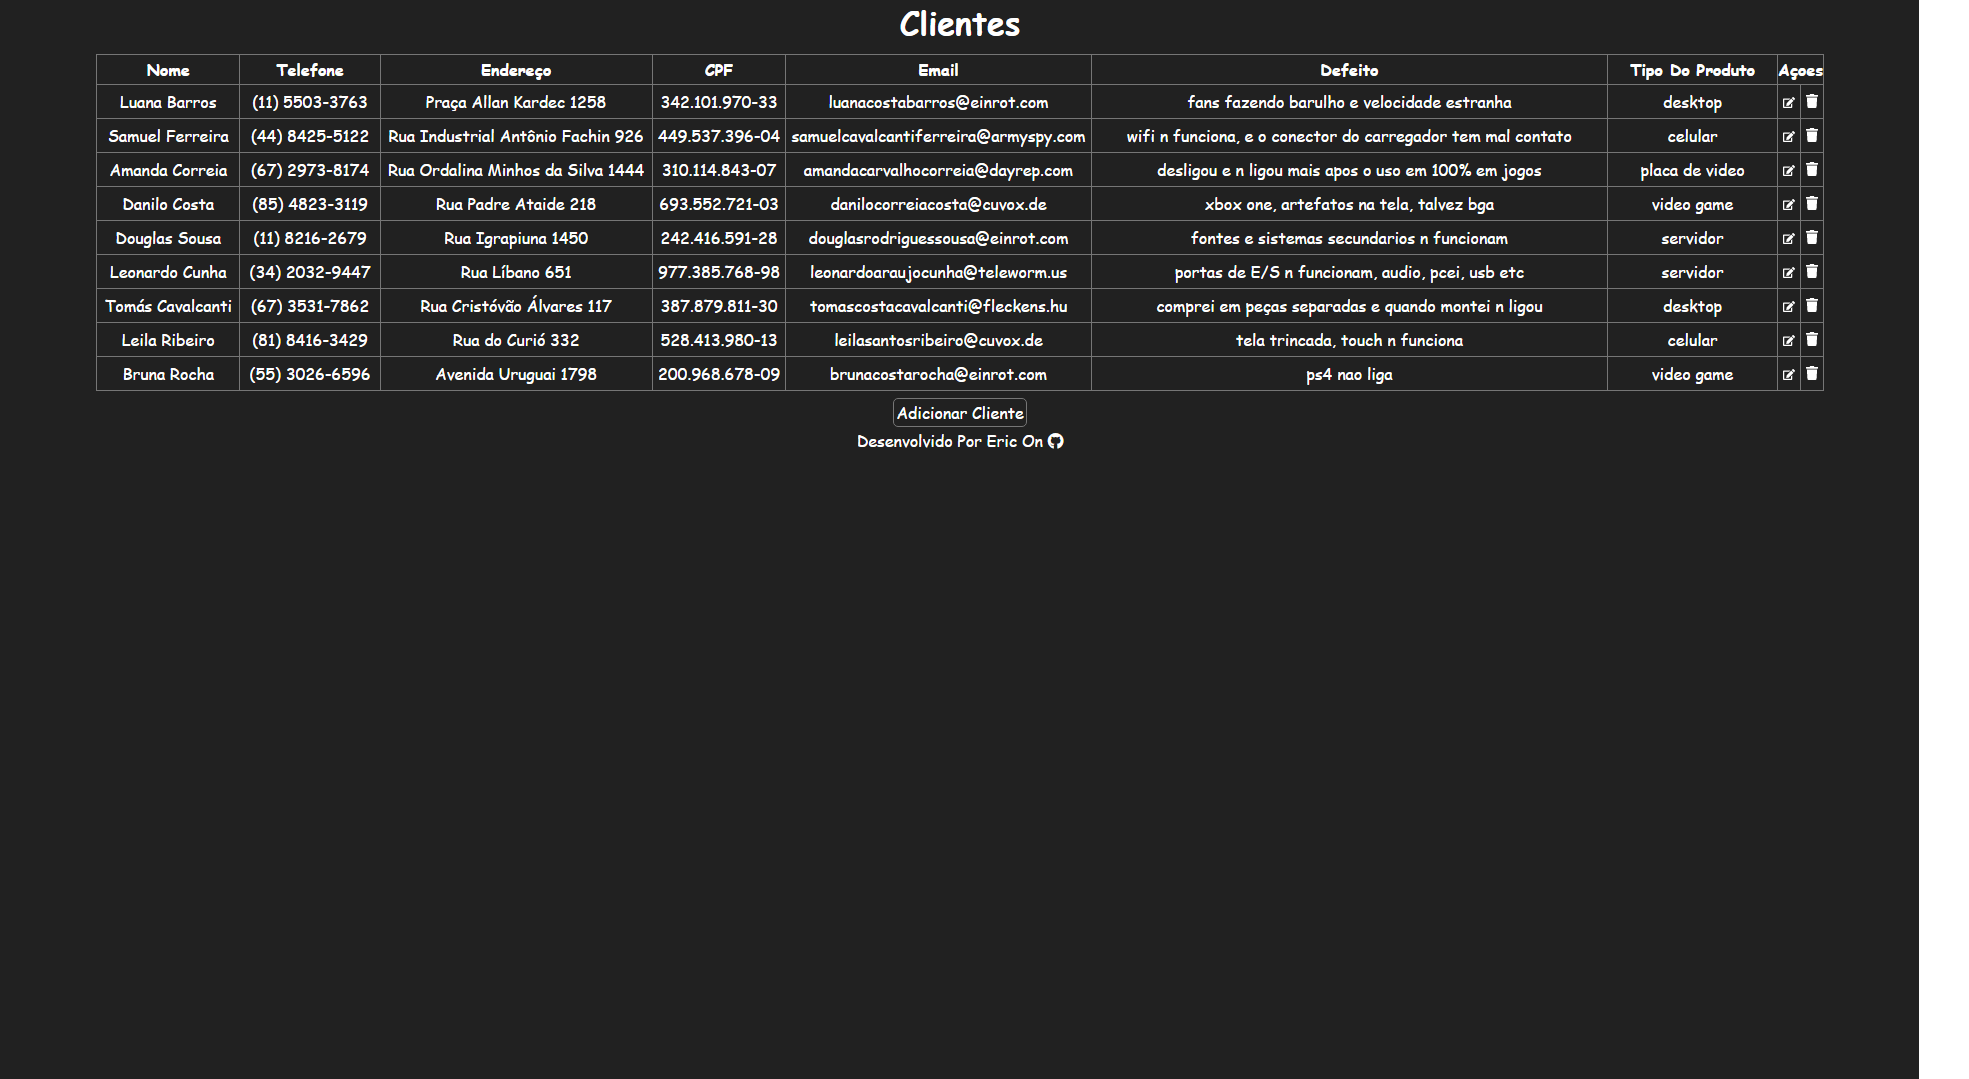 Clientes
Nome Telefone Endereço CPF Email Defeito Tipo Do Produto Açoes
Luana Barros (11) 5503-3763 Praça Allan Kardec 1258 342.101.970-33 luanacostabarros@einrot.com fans fazendo barulho e velocidade estranha desktop
Samuel Ferreira (44) 8425-5122 Rua Industrial Antônio Fachin 926 449.537.396-04 samuelcavalcantiferreira@armyspy.com wifi n funciona, e o conector do carregador tem mal contato celular
Amanda Correia (67) 2973-8174 Rua Ordalina Minhos da Silva 1444 310.114.843-07 amandacarvalhocorreia@dayrep.com desligou e n ligou mais apos o uso em 100% em jogos placa de video
Danilo Costa (85) 4823-3119 Rua Padre Ataide 218 693.552.721-03 danilocorreiacosta@cuvox.de xbox one, artefatos na tela, talvez bga video game
Douglas Sousa (11) 8216-2679 Rua Igrapiuna 1450 242.416.591-28 douglasrodriguessousa@einrot.com fontes e sistemas secundarios n funcionam servidor
Leonardo Cunha (34) 2032-9447 Rua Líbano 651 977.385.768-98 leonardoaraujocunha@teleworm.us portas de E/S n funcionam, audio, pcei, usb etc servidor
Tomás Cavalcanti (67) 3531-7862 Rua Cristóvão Álvares 117 387.879.811-30 tomascostacavalcanti@fleckens.hu comprei em peças separadas e quando montei n ligou desktop
Leila Ribeiro (81) 8416-3429 Rua do Curió 332 528.413.980-13 leilasantosribeiro@cuvox.de tela trincada, touch n funciona celular
Bruna Rocha (55) 3026-6596 Avenida Uruguai 1798 200.968.678-09 brunacostarocha@einrot.com ps4 nao liga video game
Adicionar Cliente
Desenvolvido Por Eric On